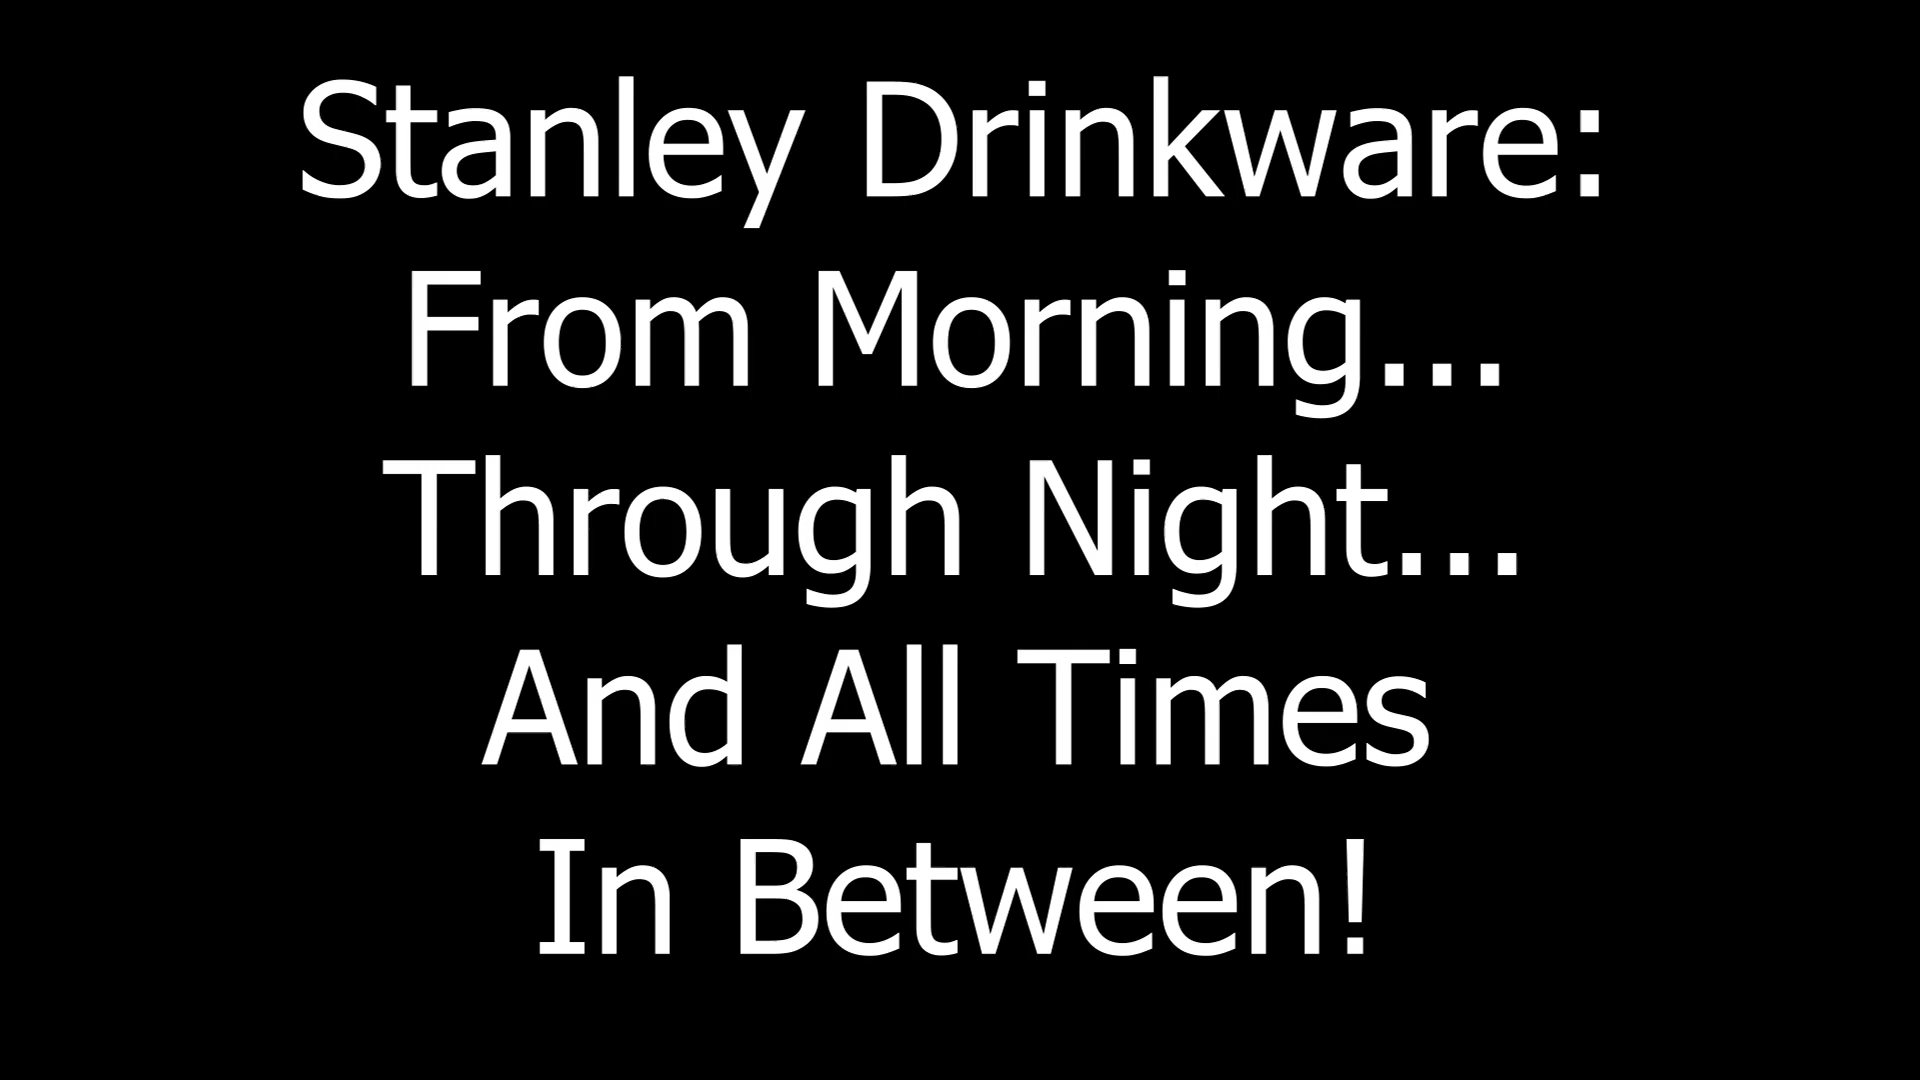 Stanley Drinkware:
From Morning...
Through Night...
And All Times
In Between!